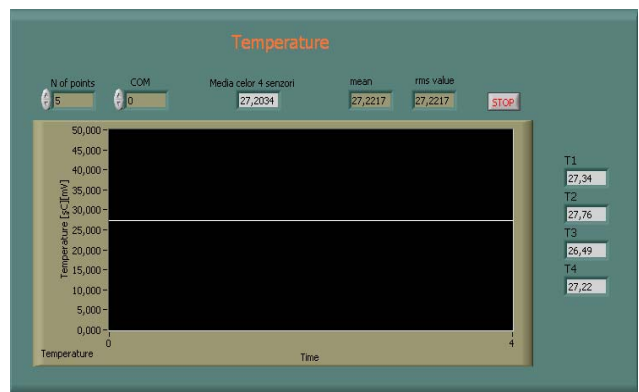 Temperature
N of points
COM
Media celor 4 senzori
mean
rms value
5
0
27,2034
27,2217
27,2217
STOP
50,000
45,000
40,000
35,000
30,000
25,000
20,000
15,000
10,000
5,000
0,000
Temperature [şC][mV]
0
4
Temperature
Time
T1
27,34
T2
27,76
T3
26,49
T4
27,22